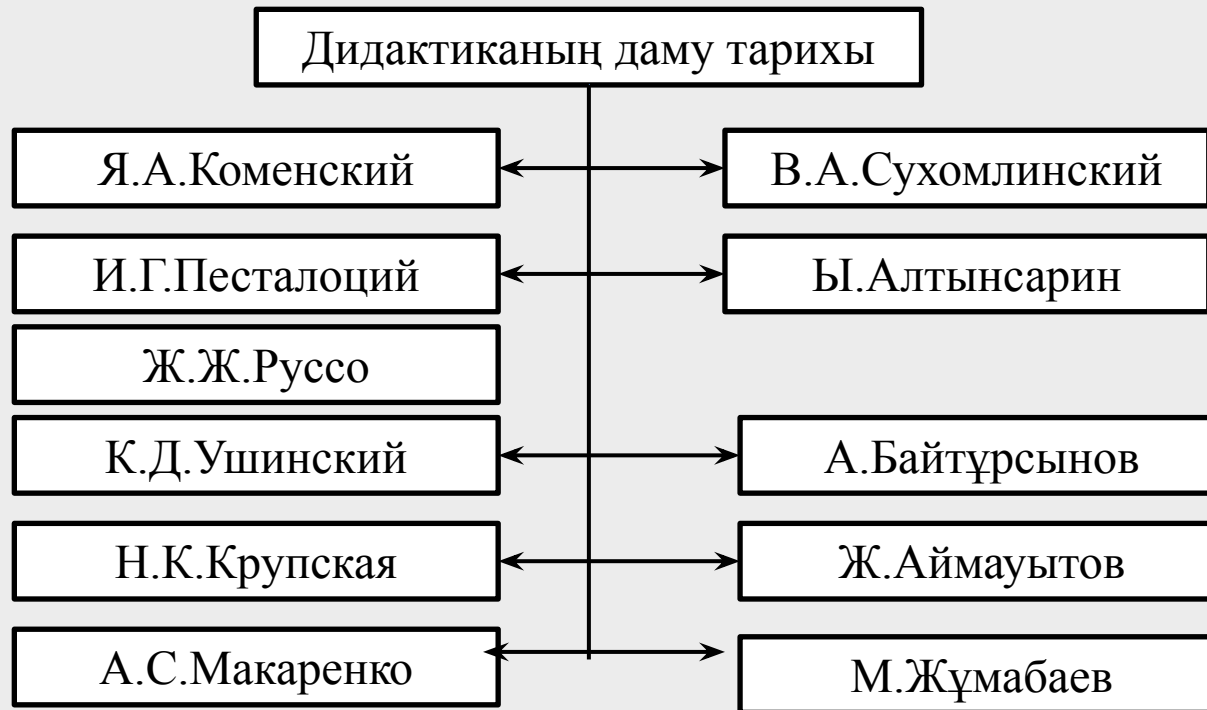 Дидактиканың даму тарихы
Я.А.Коменский
В.А.Сухомлинский
И.Г.Песталоций
Ы.Алтынсарин
Ж.Ж.Руссо
К.Д.Ушинский
А.Байтұрсынов
Н.К.Крупская
Ж.Аймауытов
А.С.Макаренко
М.Жұмабаев